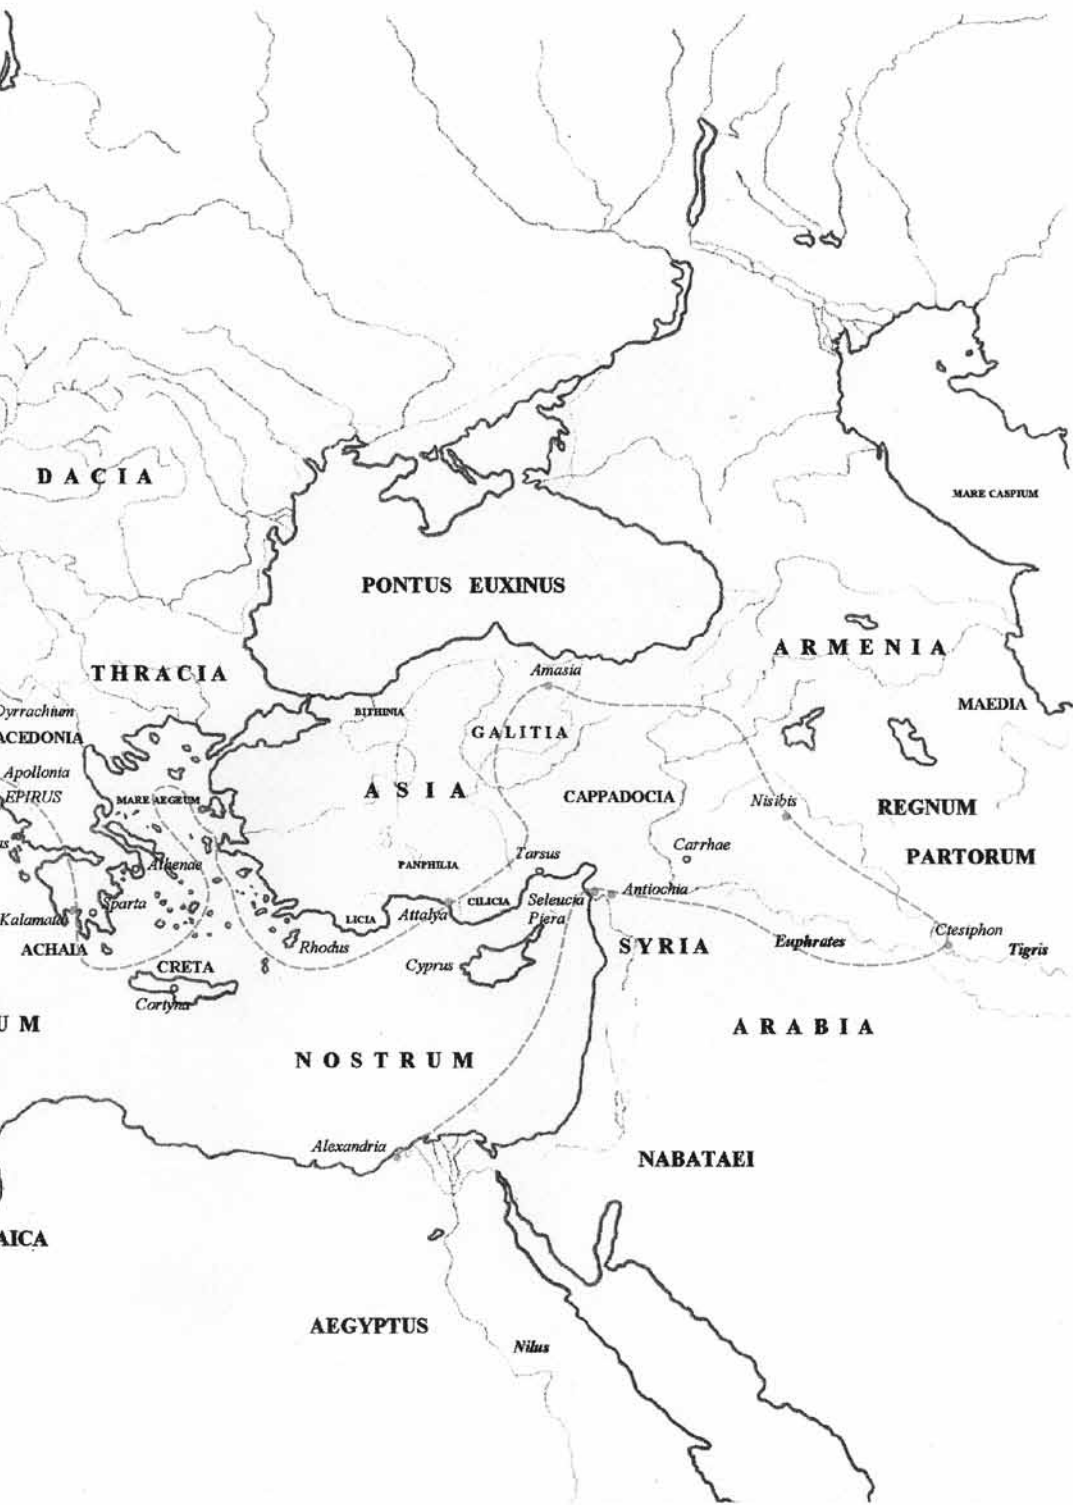 DACIA
MARE CASPIUM
PONTUS EUXINUS
ARMENIA
THRACIA
Amasia
MAEDIA
Dyrrachium
BITHINIA
ACEDONIA
GALITIA
Apollonia
ASIA
EPIRUS
MARE AEGEUM
CAPPADOCIA
Nisibis
REGNUM
us
Carrhae
Tarsus
PARTORUM
Athenae
PANPHILIA
Antiochia
Sparta
CILICIA
Seleucia
Piera
Kalamata
LICIA
Attalya
Ctesiphon
ACHAIA
Rhodus
SYRIA
Euphrates
Tigris
CRETA
Cyprus
Cortyna
UM
ARABIA
NOSTRUM
Alexandria
NABATAEI
AICA
AEGYPTUS
Nilus